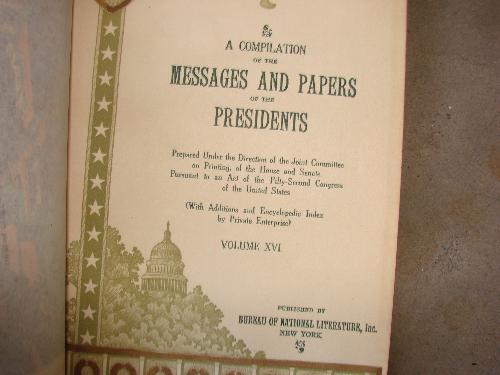 A COMPILATION
OF THE
MESSAGES AND PAPERS
OF THE
PRESIDENTS
Prepared Under the Direction of the Joint Committee
on Printing, of the House and Senate
Pursuant to an Act of the Fifty-Second Congress
of the United States
(With Additions and Encyclopedic Index
by Private Enterprise)
VOLUME XVI
PUBLISHED BY
BUREAU OF NATIONAL LITERATURE, Inc.
NEW YORK